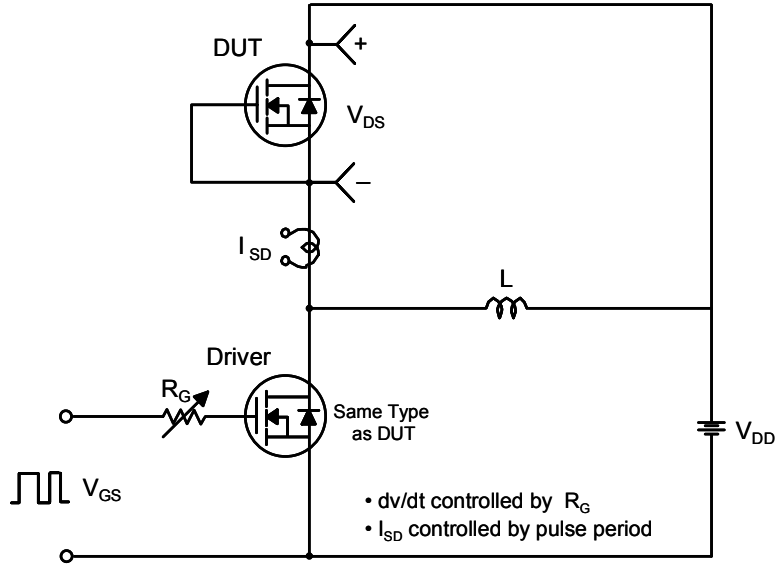 DUT
+
V_DS
–
I_SD
L
Driver
R_G
Same Type
as DUT
V_DD
V_GS
• dv/dt controlled by R_G
• I_SD controlled by pulse period